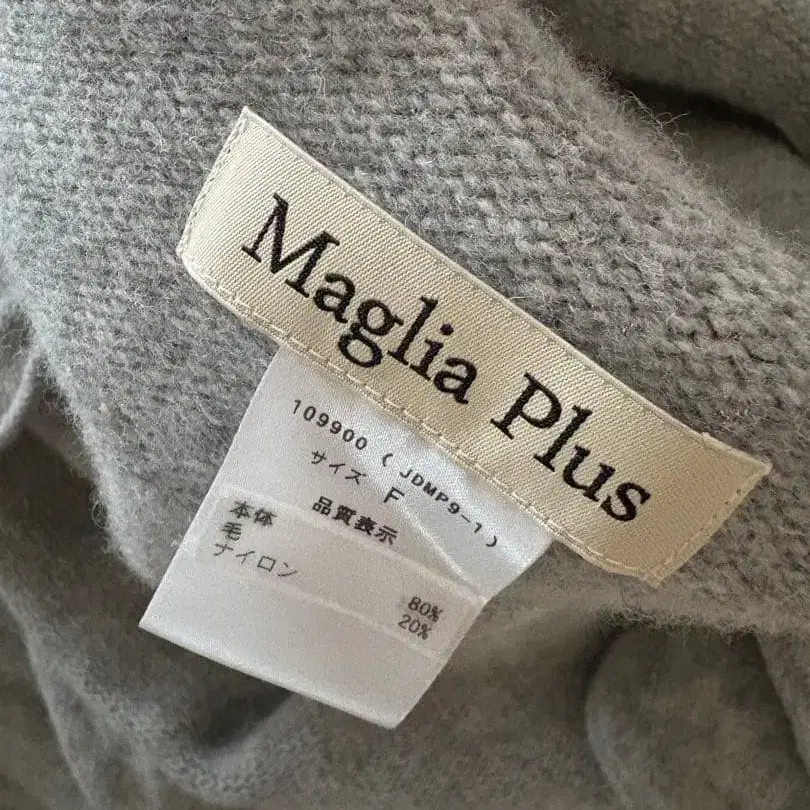 Maglia Plus
109900 ( JDMP9-1 )
サイズ F
品質表示
本体
毛 80%
ナイロン 20%